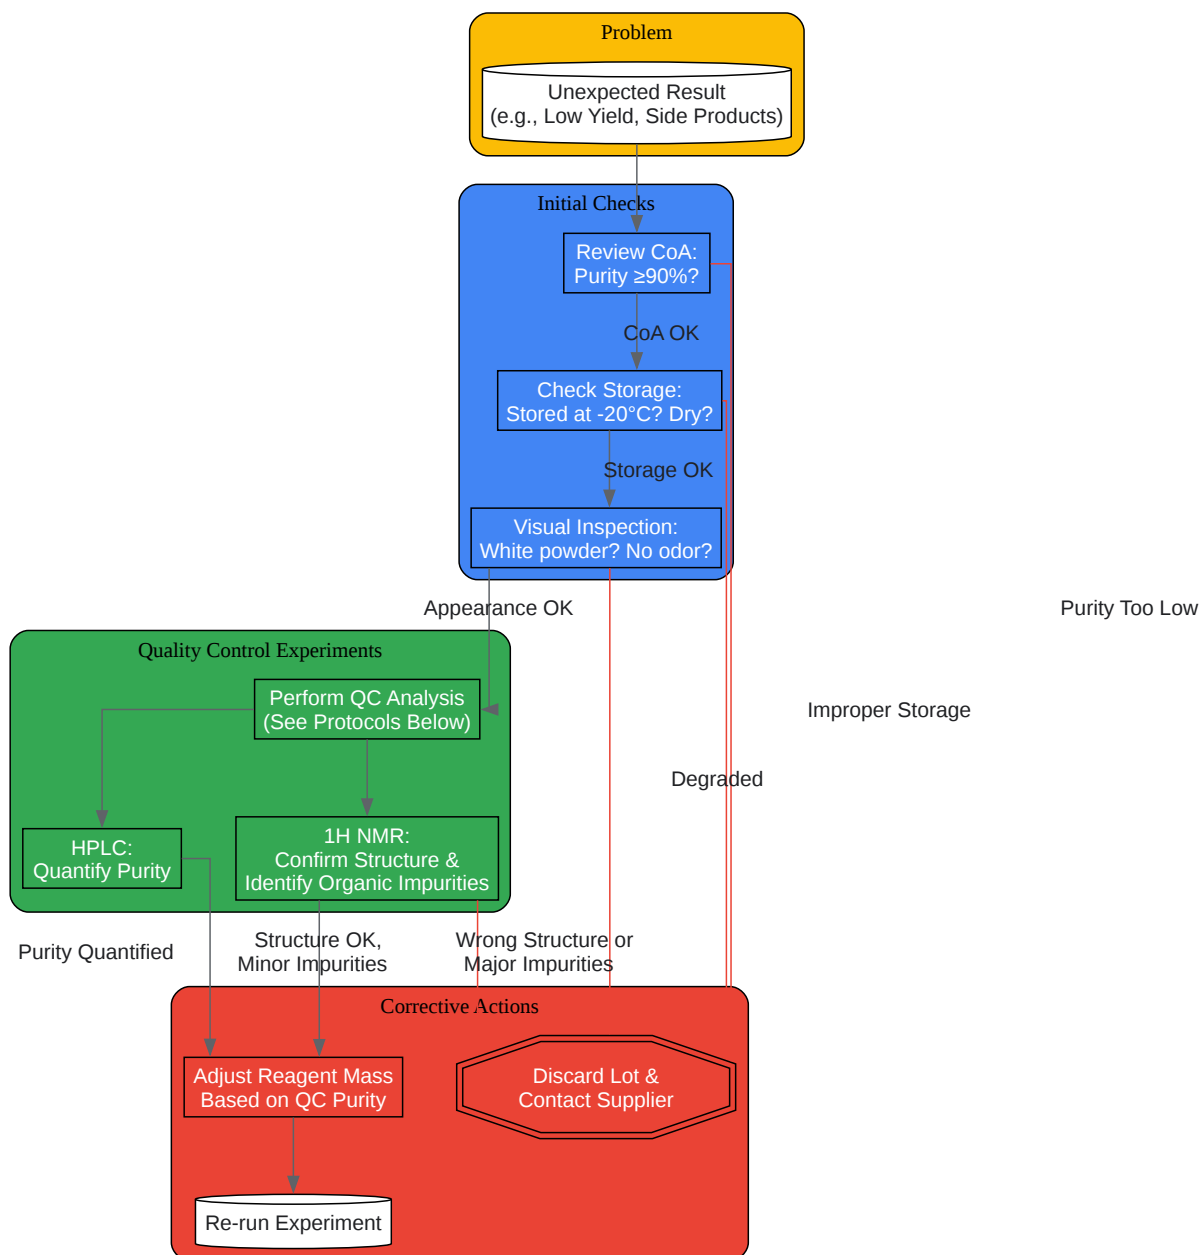 Problem
Unexpected Result
(e.g., Low Yield, Side Products)
Initial Checks
Review CoA:
Purity ≥90%?
CoA OK
Check Storage:
Stored at -20°C? Dry?
Storage OK
Visual Inspection:
White powder? No odor?
Appearance OK
Purity Too Low
Quality Control Experiments
Perform QC Analysis
(See Protocols Below)
Improper Storage
Degraded
HPLC:
Quantify Purity
1H NMR:
Confirm Structure &
Identify Organic Impurities
Purity Quantified
Structure OK,
Minor Impurities
Wrong Structure or
Major Impurities
Corrective Actions
Adjust Reagent Mass
Based on QC Purity
Discard Lot &
Contact Supplier
Re-run Experiment